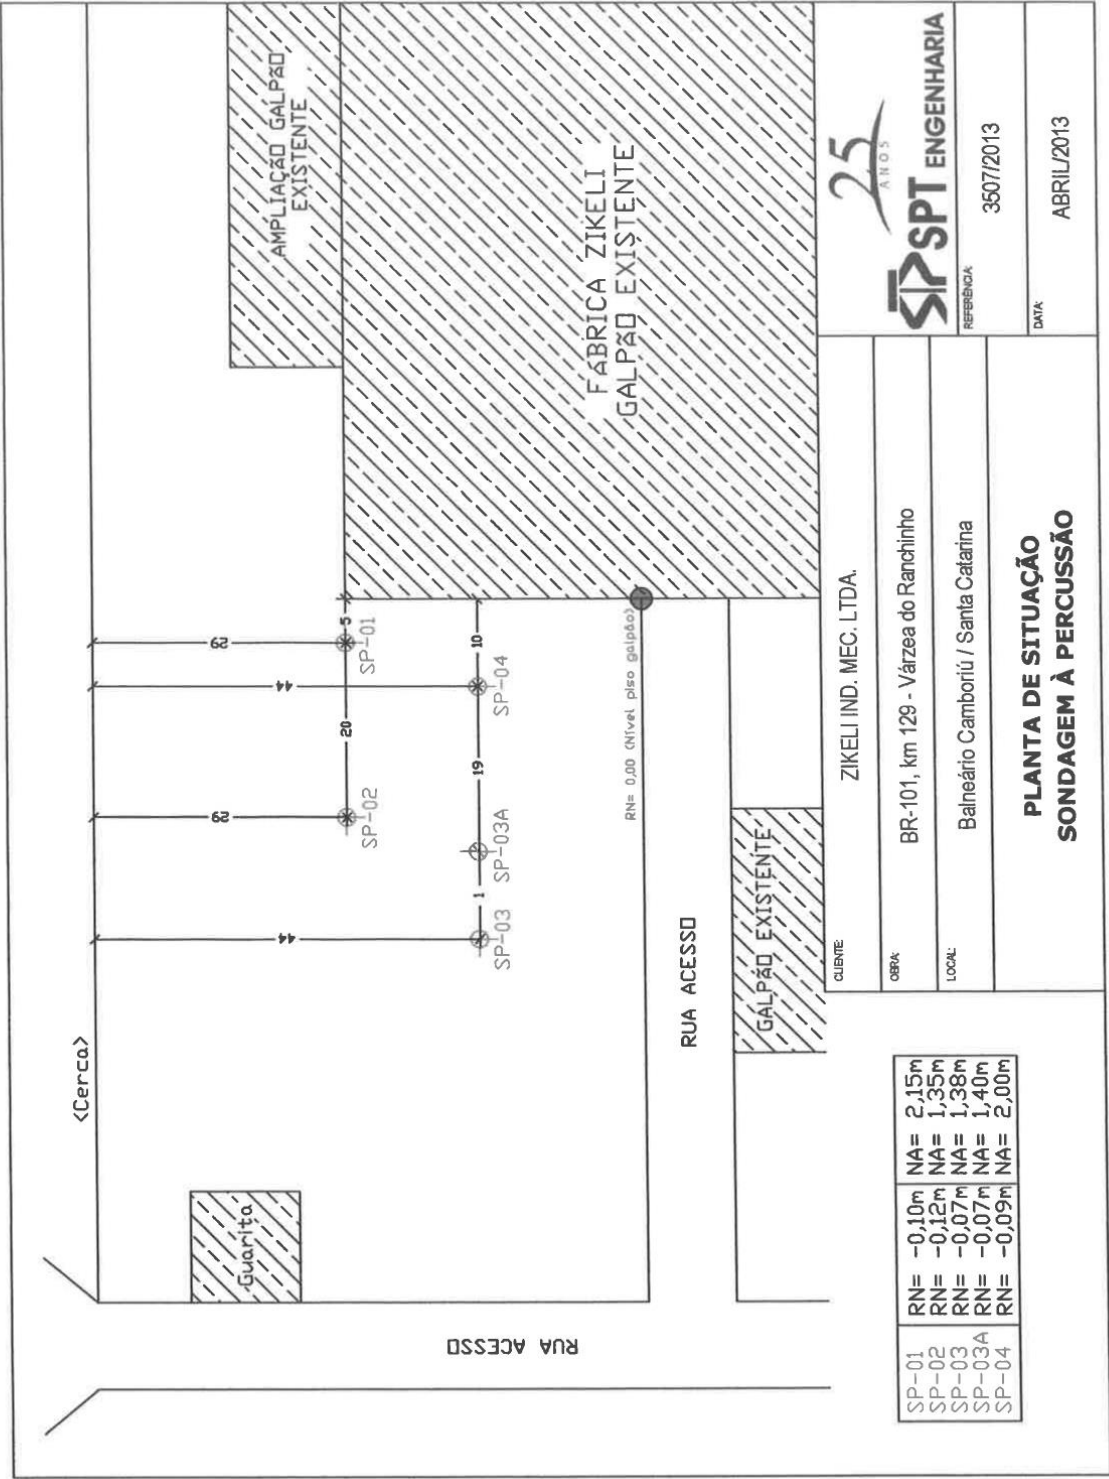 <Cerca>
Guarita
RUA ACESSO
AMPLIAÇÃO GALPÃO
EXISTENTE
29
44
29
44
5
SP-01
20
SP-02
10
SP-04
19
SP-03A
1
SP-03
FÁBRICA ZIKELI
GALPÃO EXISTENTE
RN= 0,00 (Nível piso galpão)
RUA ACESSO
GALPÃO EXISTENTE
SP-01 RN= -0,10m NA= 2,15m
SP-02 RN= -0,12m NA= 1,35m
SP-03 RN= -0,07m NA= 1,38m
SP-03A RN= -0,07m NA= 1,40m
SP-04 RN= -0,09m NA= 2,00m
CLIENTE:
ZIKELI IND. MEC. LTDA.
OBRA:
BR-101, km 129 - Várzea do Ranchinho
LOCAL:
Balneário Camboriú / Santa Catarina
PLANTA DE SITUAÇÃO
SONDAGEM À PERCUSSÃO
25
ANOS
SPT ENGENHARIA
REFERÊNCIA:
3507/2013
DATA:
ABRIL/2013